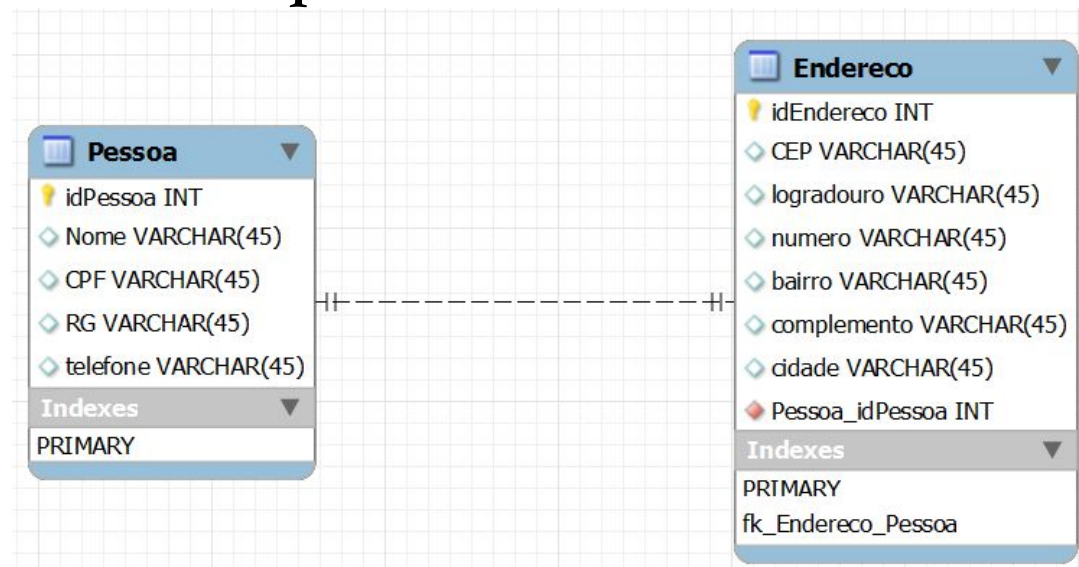 Pessoa
idPessoa INT
Nome VARCHAR(45)
CPF VARCHAR(45)
RG VARCHAR(45)
telefone VARCHAR(45)
Indexes
PRIMARY
Endereco
idEndereco INT
CEP VARCHAR(45)
logradouro VARCHAR(45)
numero VARCHAR(45)
bairro VARCHAR(45)
complemento VARCHAR(45)
cidade VARCHAR(45)
Pessoa_idPessoa INT
Indexes
PRIMARY
fk_Endereco_Pessoa